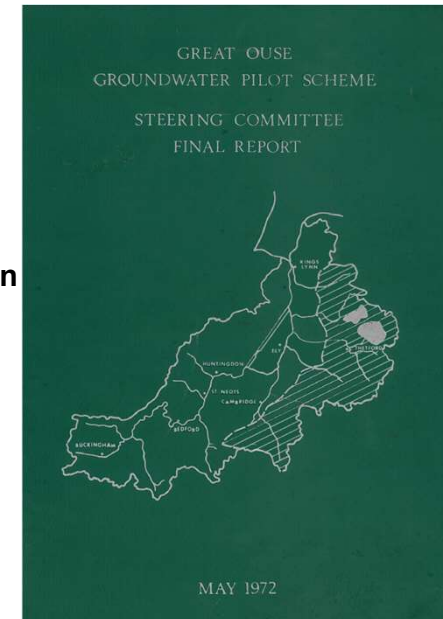 GREAT OUSE
GROUNDWATER PILOT SCHEME
STEERING COMMITTEE
FINAL REPORT
n
KINGS
LYNN
THETFORD
ELY
HUNTINGDON
ST. NEOTS
CAMBRIDGE
BEDFORD
BUCKINGHAM
MAY 1972